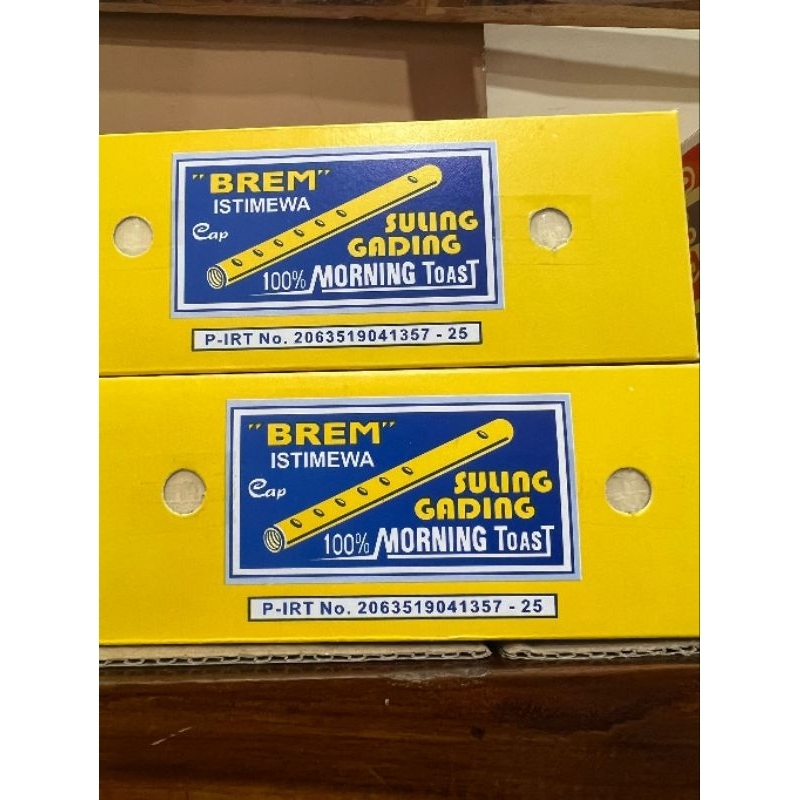 "BREM"
ISTIMEWA
Cap
SULING
GADING
100% MORNING TOAST
P-IRT No. 2063519041357 - 25
"BREM"
ISTIMEWA
Cap
SULING
GADING
100% MORNING TOAST
P-IRT No. 2063519041357 - 25